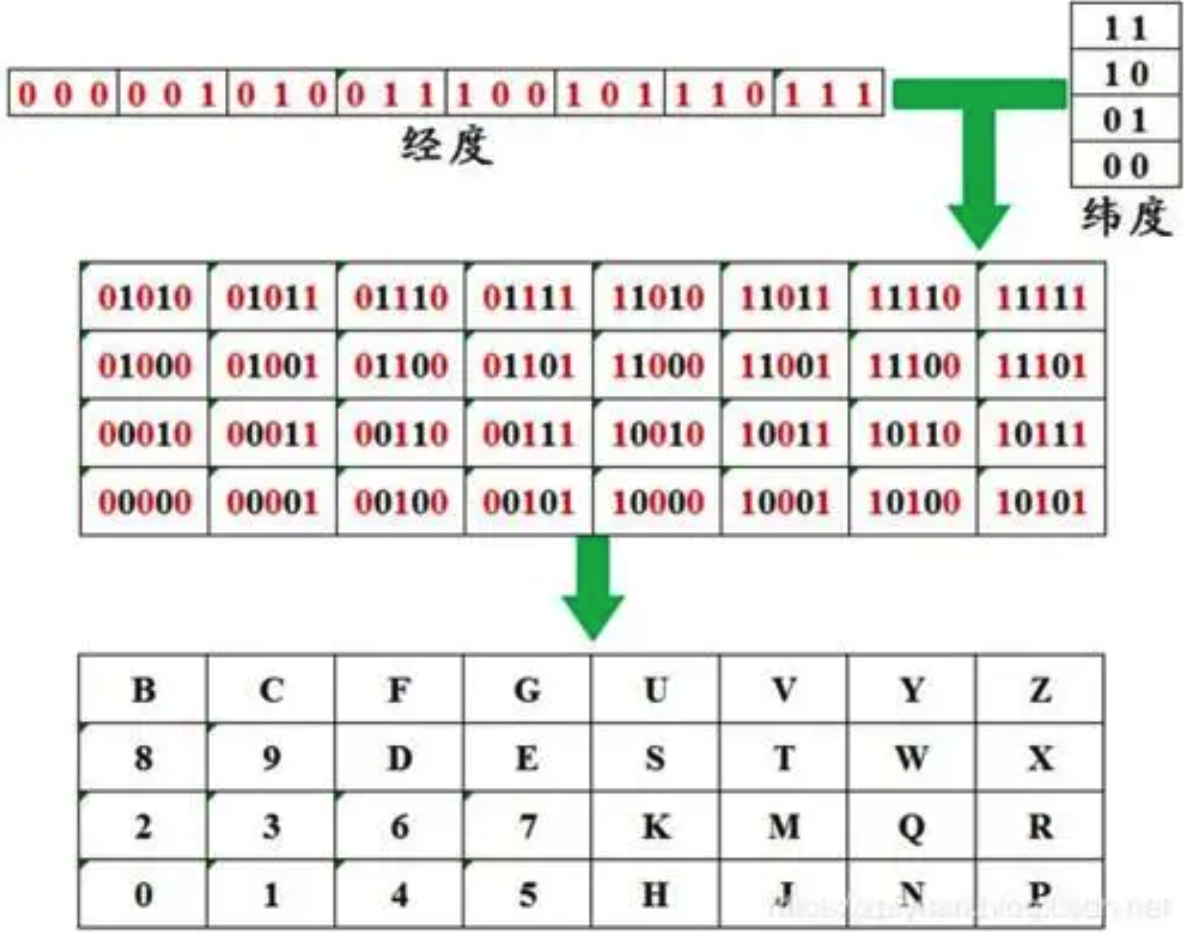 1 1
0 0 0 0 0 1 0 1 0 0 1 1 1 0 0 1 0 1 1 1 0 1 1 1
1 0
0 1
0 0
经度
纬度
01010 01011 01110 01111 11010 11011 11110 11111
01000 01001 01100 01101 11000 11001 11100 11101
00010 00011 00110 00111 10010 10011 10110 10111
00000 00001 00100 00101 10000 10001 10100 10101
B C F G U V Y Z
8 9 D E S T W X
2 3 6 7 K M Q R
0 1 4 5 H J N P